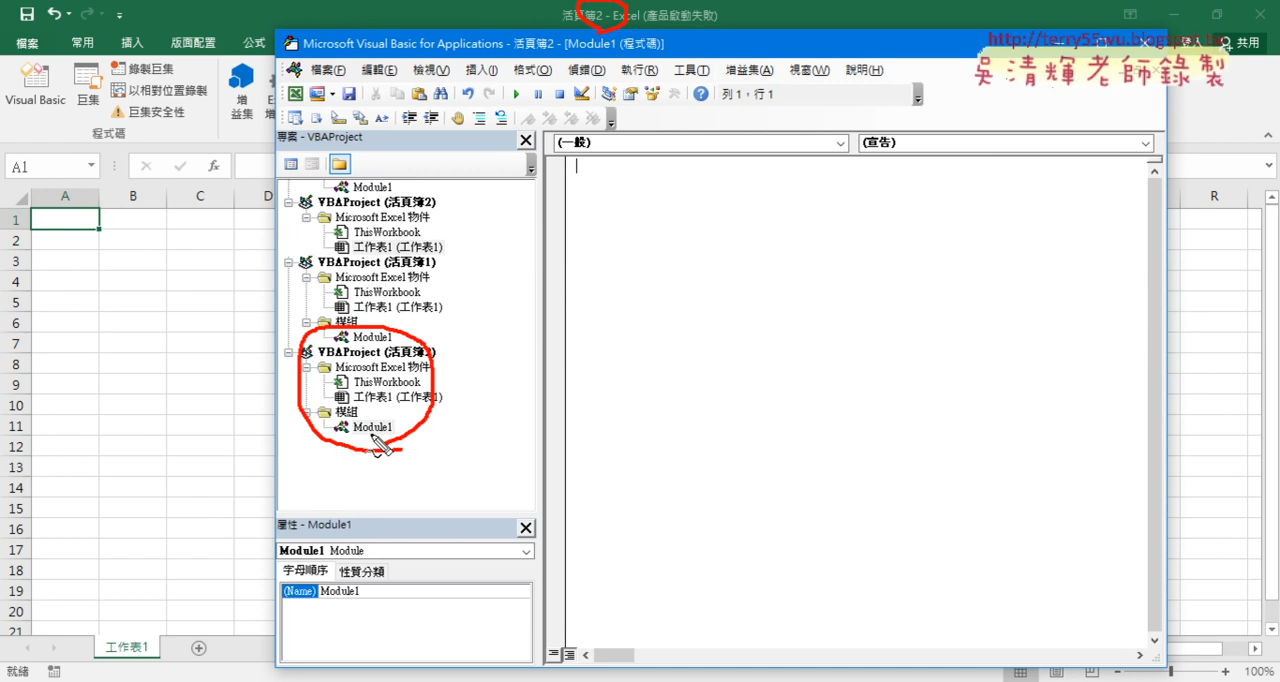 活頁簿2 - Excel (產品啟動失敗)
檔案 常用 插入 版面配置 公式 共用
Visual Basic 巨集 錄製巨集 以相對位置錄製 巨集安全性
增益集
程式碼
http://terry55wu.blogspot.tw
吳清輝老師錄製
Microsoft Visual Basic for Applications - 活頁簿2 - [Module1 (程式碼)]
檔案(F) 編輯(E) 檢視(V) 插入(I) 格式(O) 偵錯(D) 執行(R) 工具(T) 增益集(A) 視窗(W) 說明(H)
列 1，行 1
專案 - VBAProject
(一般) (宣告)
Module1
VBAProject (活頁簿2)
Microsoft Excel 物件
ThisWorkbook
工作表1 (工作表1)
VBAProject (活頁簿1)
Microsoft Excel 物件
ThisWorkbook
工作表1 (工作表1)
模組
Module1
VBAProject (活頁簿2)
Microsoft Excel 物件
ThisWorkbook
工作表1 (工作表1)
模組
Module1
屬性 - Module1
Module1 Module
字母順序 性質分類
(Name) Module1
A1
A B C D R
1
2
3
4
5
6
7
8
9
10
11
12
13
14
15
16
17
18
19
20
21
工作表1
就緒 100%